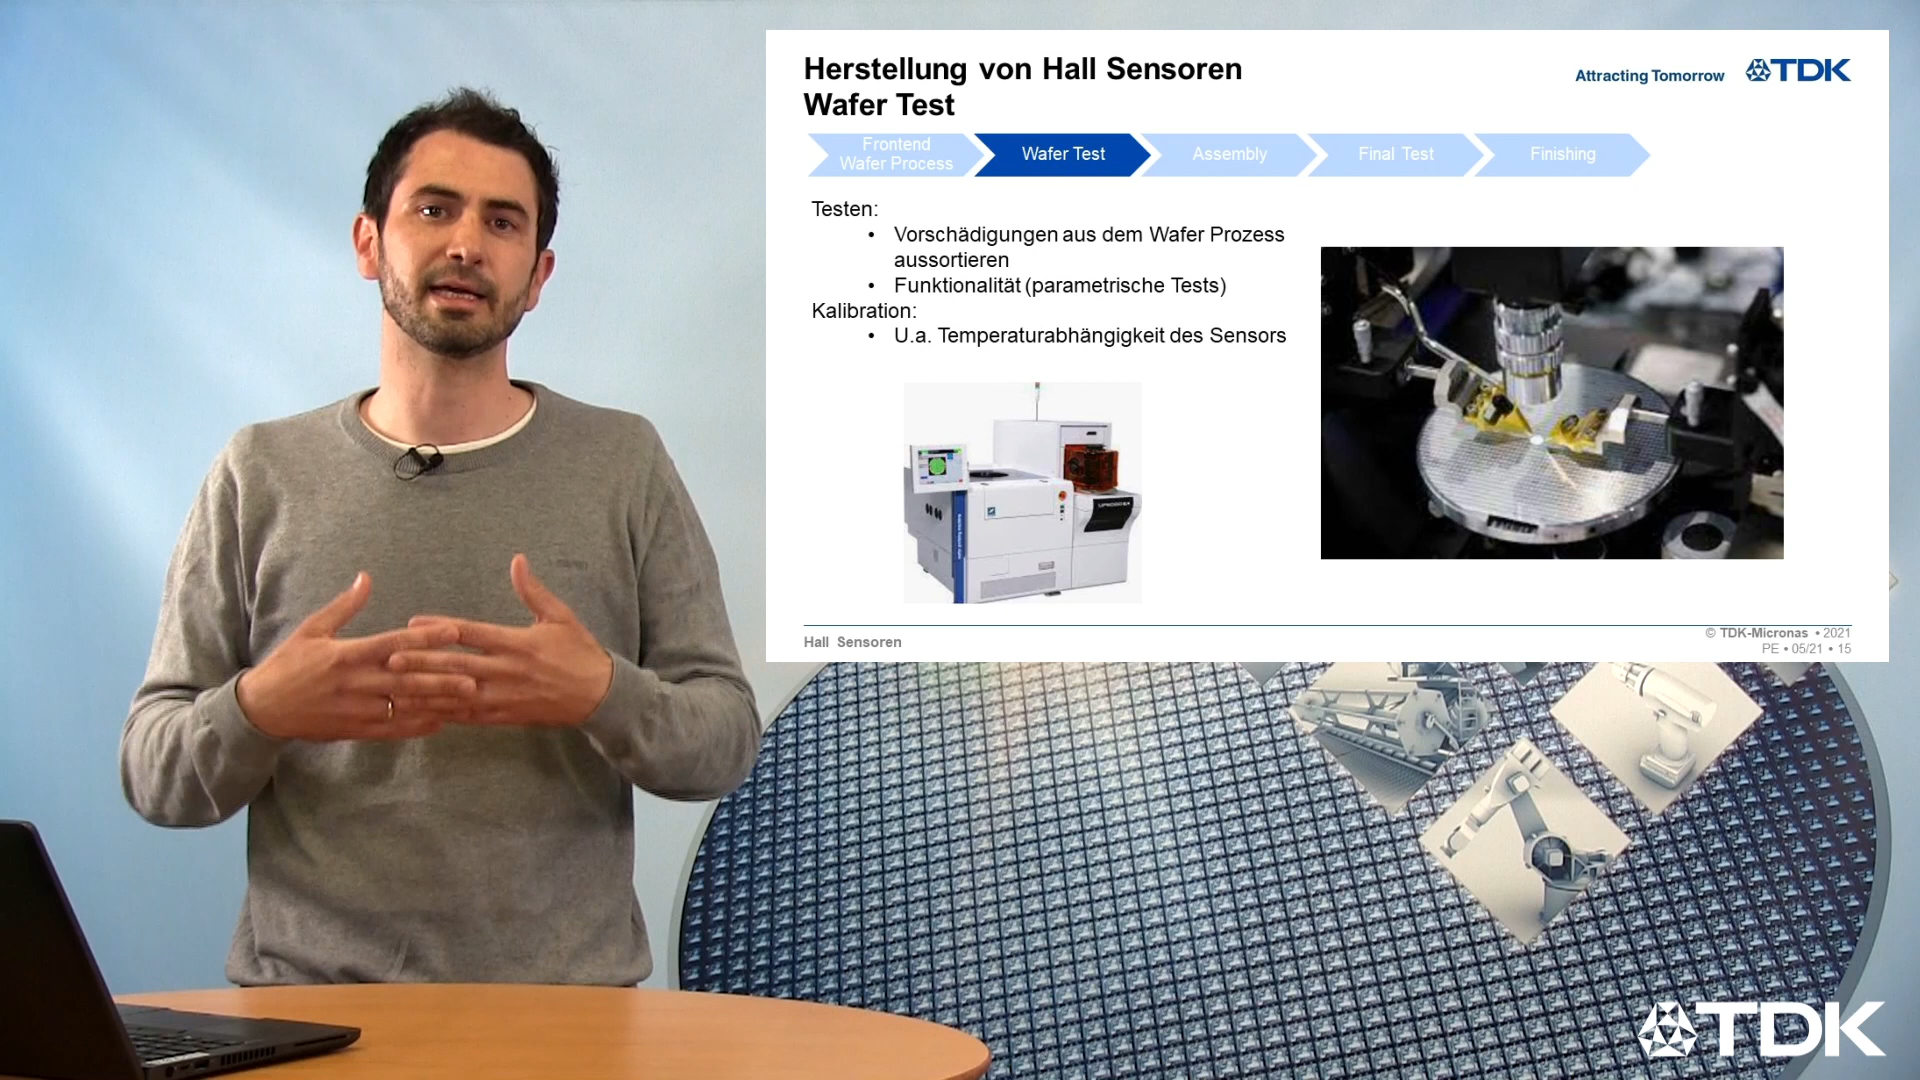 Herstellung von Hall Sensoren
Wafer Test
Attracting Tomorrow TDK
Frontend
Wafer Process
Wafer Test
Assembly
Final Test
Finishing
Testen:
• Vorschädigungen aus dem Wafer Prozess
aussortieren
• Funktionalität (parametrische Tests)
Kalibration:
• U.a. Temperaturabhängigkeit des Sensors
Hall Sensoren
© TDK-Micronas • 2021
PE • 05/21 • 15
TDK